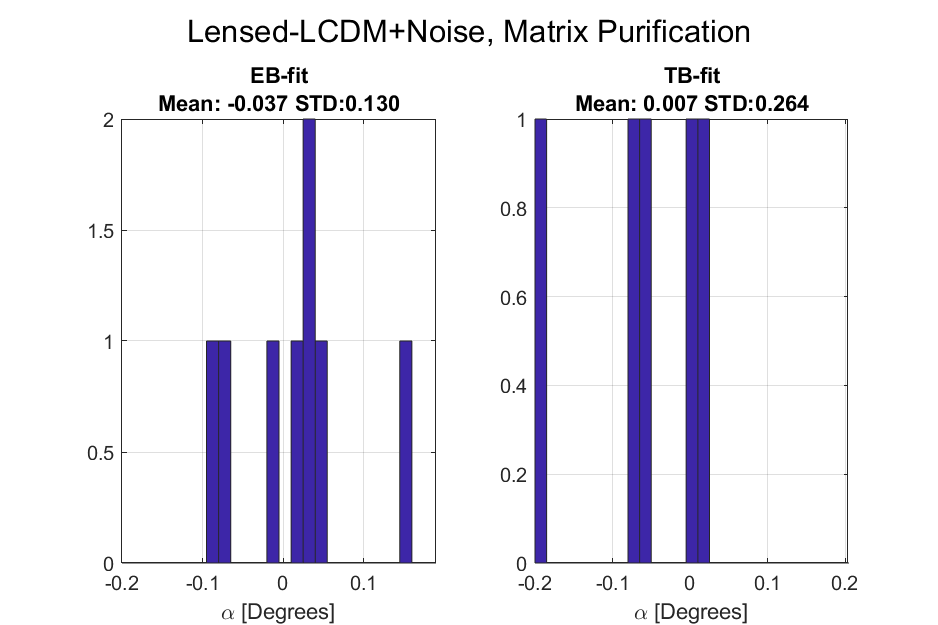 Lensed-LCDM+Noise, Matrix Purification
EB-fit
Mean: -0.037 STD:0.130
2
1.5
1
0.5
0
-0.2
-0.1
0
0.1
α [Degrees]
TB-fit
Mean: 0.007 STD:0.264
1
0.8
0.6
0.4
0.2
0
-0.2
-0.1
0
0.1
0.2
α [Degrees]